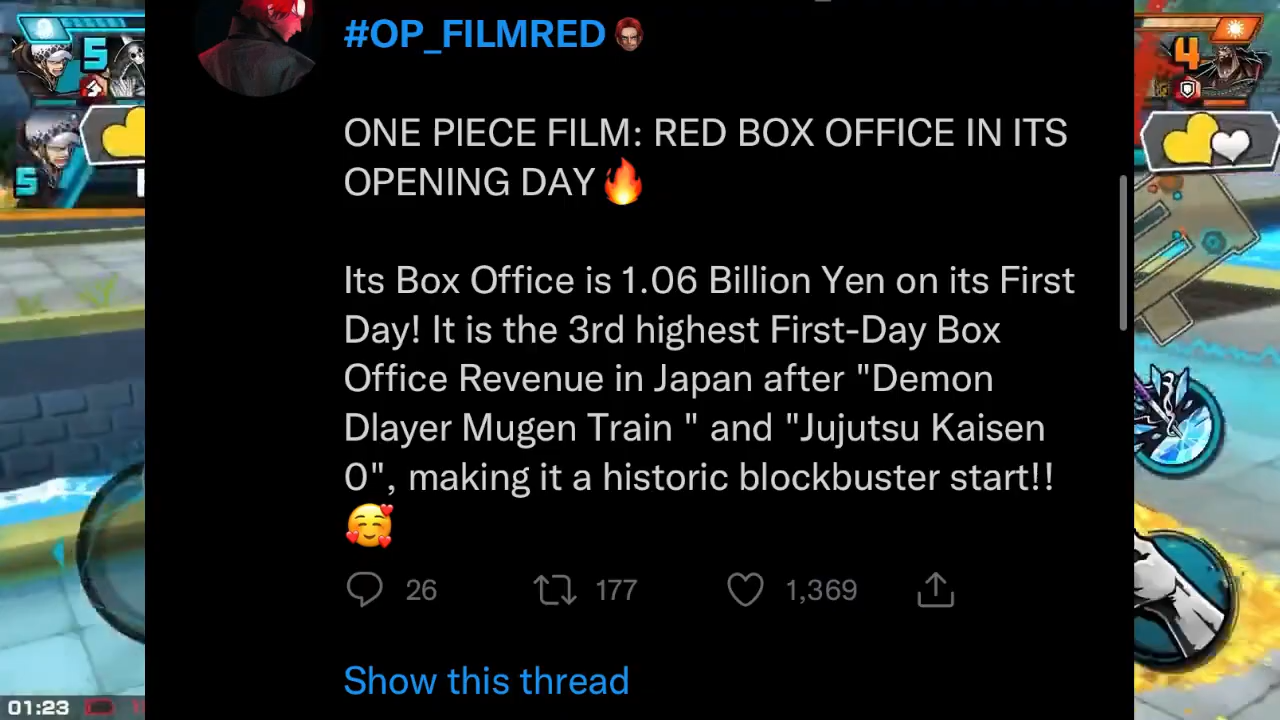 #OP_FILMRED
5
4
ONE PIECE FILM: RED BOX OFFICE IN ITS
OPENING DAY🔥
5
Its Box Office is 1.06 Billion Yen on its First
Day! It is the 3rd highest First-Day Box
Office Revenue in Japan after "Demon
Dlayer Mugen Train " and "Jujutsu Kaisen
0", making it a historic blockbuster start!!
🥰
26 177 1,369
Show this thread
01:23